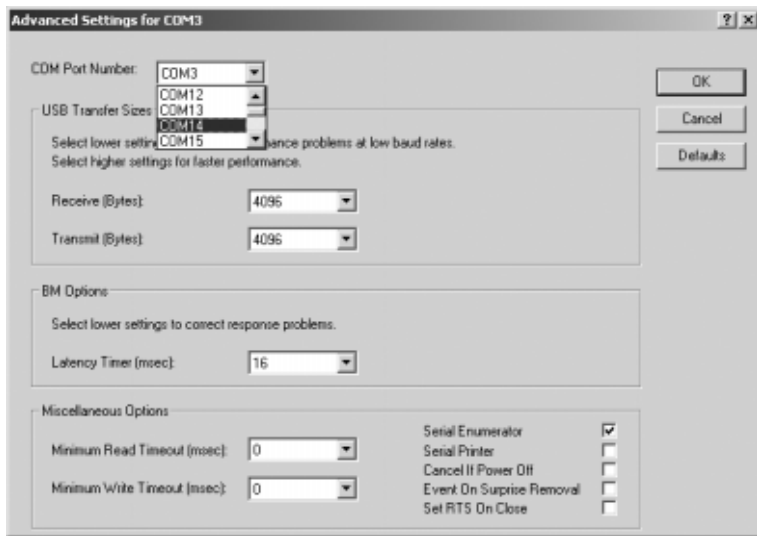 Advanced Settings for COM3
? ×
COM Port Number:
COM3
COM12
COM13
COM14
COM15
OK
Cancel
Defaults
USB Transfer Sizes
Select lower mance problems at low baud rates.
Select higher settings for faster performance.
Receive (Bytes):
4096
Transmit (Bytes):
4096
BM Options
Select lower settings to correct response problems.
Latency Timer (msec):
16
Miscellaneous Options
Minimum Read Timeout (msec):
0
Minimum Write Timeout (msec):
0
Serial Enumerator
Serial Printer
Cancel If Power Off
Event On Surprise Removal
Set RTS On Close